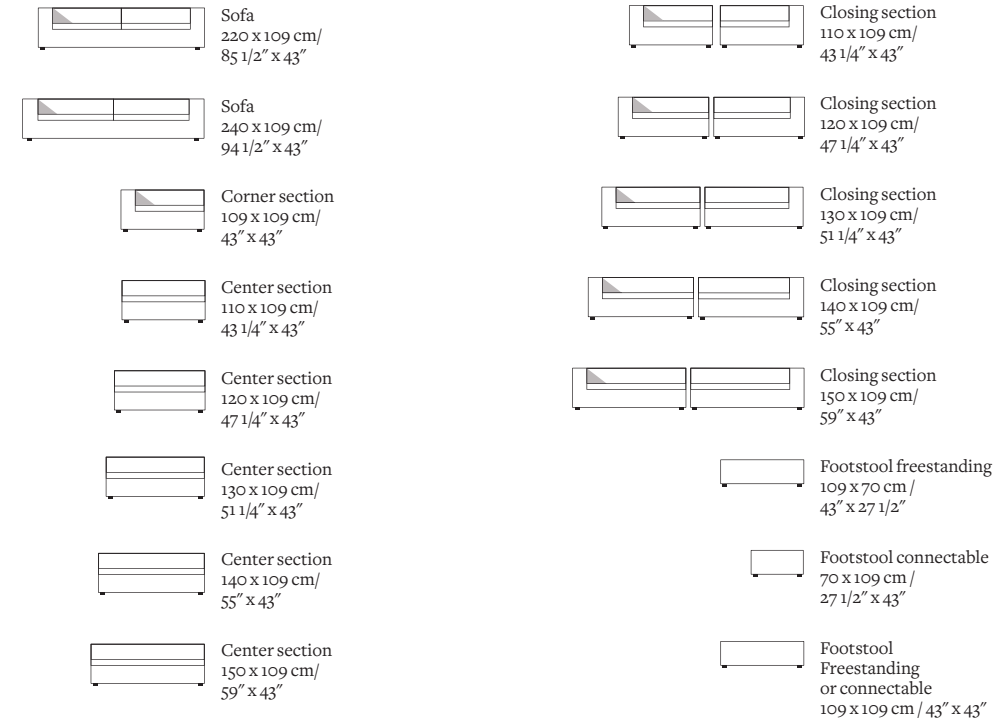 Sofa
220 x 109 cm/
85 1/2″ x 43″
Sofa
240 x 109 cm/
94 1/2″ x 43″
Corner section
109 x 109 cm/
43″ x 43″
Center section
110 x 109 cm/
43 1/4″ x 43″
Center section
120 x 109 cm/
47 1/4″ x 43″
Center section
130 x 109 cm/
51 1/4″ x 43″
Center section
140 x 109 cm/
55″ x 43″
Center section
150 x 109 cm/
59″ x 43″
Closing section
110 x 109 cm/
43 1/4″ x 43″
Closing section
120 x 109 cm/
47 1/4″ x 43″
Closing section
130 x 109 cm/
51 1/4″ x 43″
Closing section
140 x 109 cm/
55″ x 43″
Closing section
150 x 109 cm/
59″ x 43″
Footstool freestanding
109 x 70 cm /
43″ x 27 1/2″
Footstool connectable
70 x 109 cm /
27 1/2″ x 43″
Footstool
Freestanding
or connectable
109 x 109 cm / 43″ x 43″